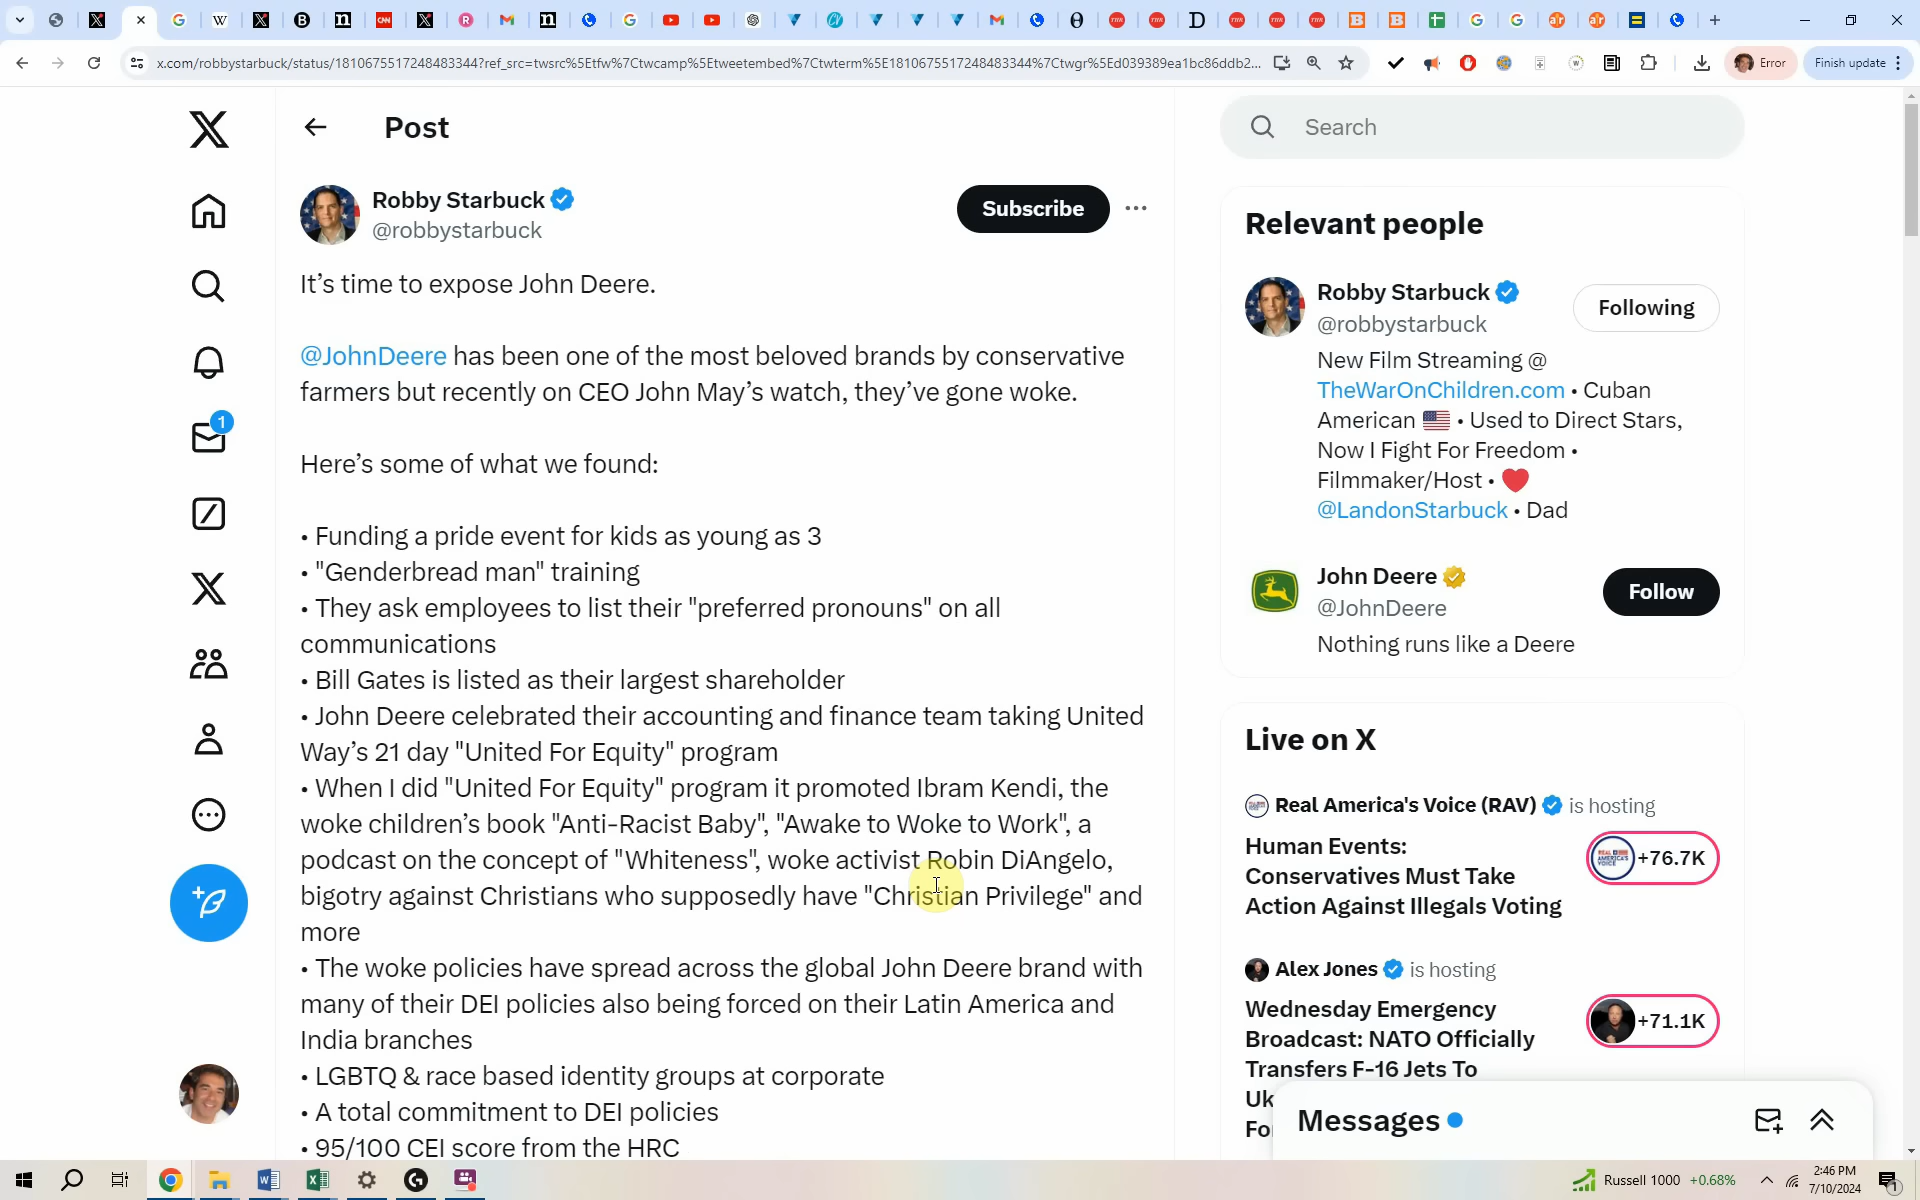 x.com/robbystarbuck/status/1810675517248483344?ref_src=twsrc%5Etfw%7Ctwcamp%5Etweetembed%7Ctwterm%5E1810675517248483344%7Ctwgr%5Ed039389ea1bc86ddb2...
Error
Finish update
Post
Search
Robby Starbuck
@robbystarbuck
Subscribe
It’s time to expose John Deere.
@JohnDeere has been one of the most beloved brands by conservative
farmers but recently on CEO John May’s watch, they’ve gone woke.
Here’s some of what we found:
• Funding a pride event for kids as young as 3
• "Genderbread man" training
• They ask employees to list their "preferred pronouns" on all
communications
• Bill Gates is listed as their largest shareholder
• John Deere celebrated their accounting and finance team taking United
Way’s 21 day "United For Equity" program
• When I did "United For Equity" program it promoted Ibram Kendi, the
woke children’s book "Anti-Racist Baby", "Awake to Woke to Work", a
podcast on the concept of "Whiteness", woke activist Robin DiAngelo,
bigotry against Christians who supposedly have "Christian Privilege" and
more
• The woke policies have spread across the global John Deere brand with
many of their DEI policies also being forced on their Latin America and
India branches
• LGBTQ & race based identity groups at corporate
• A total commitment to DEI policies
• 95/100 CEI score from the HRC
1
Relevant people
Robby Starbuck
@robbystarbuck
Following
New Film Streaming @
TheWarOnChildren.com • Cuban
American 🇺🇸 • Used to Direct Stars,
Now I Fight For Freedom •
Filmmaker/Host • ❤️
@LandonStarbuck • Dad
John Deere
@JohnDeere
Follow
Nothing runs like a Deere
Live on X
Real America's Voice (RAV) is hosting
Human Events:
Conservatives Must Take
Action Against Illegals Voting
+76.7K
Alex Jones is hosting
Wednesday Emergency
Broadcast: NATO Officially
Transfers F-16 Jets To
Uk
Fo
+71.1K
Messages
Russell 1000 +0.68%
2:46 PM
7/10/2024
1